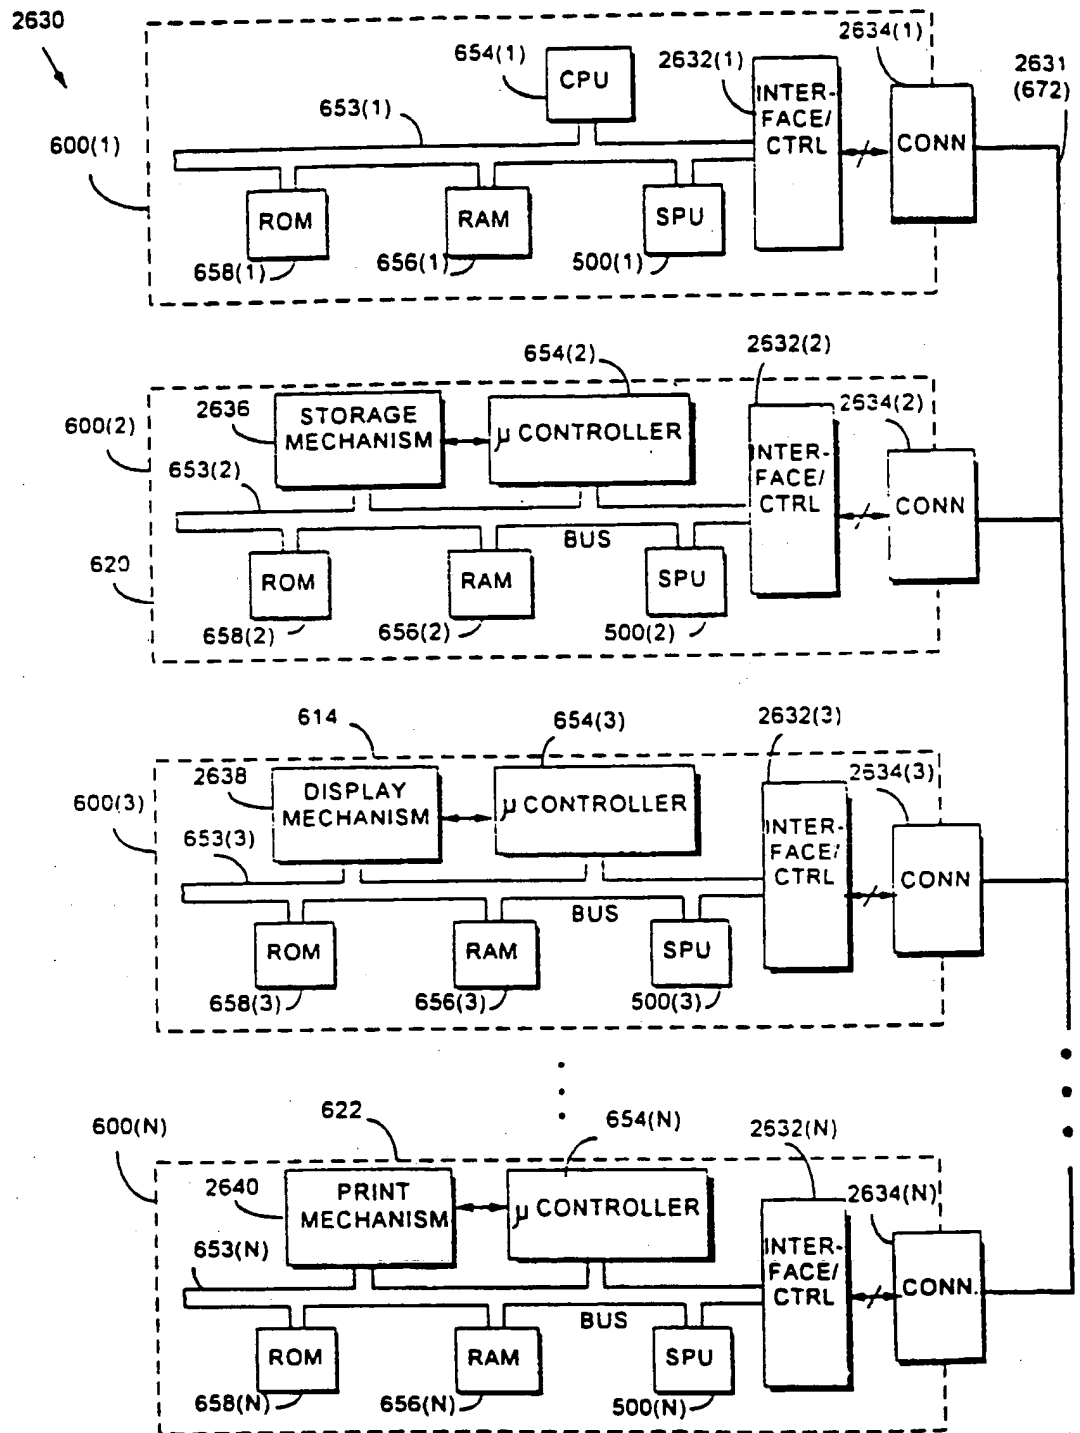 2630
654(1)
2632(1)
2634(1)
2631
(672)
CPU
INTER-
FACE/
CTRL
653(1)
600(1)
CONN
ROM
RAM
SPU
658(1)
656(1)
500(1)
654(2)
2632(2)
2634(2)
2636
STORAGE
MECHANISM
µ CONTROLLER
600(2)
INTER-
FACE/
CTRL
653(2)
CONN
BUS
620
ROM
RAM
SPU
658(2)
656(2)
500(2)
614
654(3)
2632(3)
2634(3)
2638
DISPLAY
MECHANISM
µ CONTROLLER
600(3)
INTER-
FACE/
CTRL
653(3)
CONN
BUS
ROM
RAM
SPU
658(3)
656(3)
500(3)
622
654(N)
2632(N)
600(N)
2634(N)
2640
PRINT
MECHANISM
µ CONTROLLER
INTER-
FACE/
CTRL
653(N)
CONN.
BUS
ROM
RAM
SPU
658(N)
656(N)
500(N)